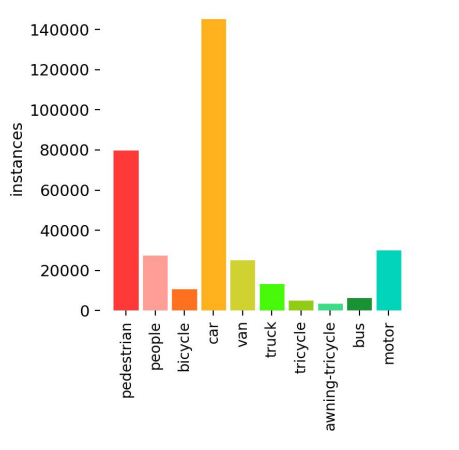 140000
120000
100000
80000
60000
40000
20000
0
instances
pedestrian
people
bicycle
car
van
truck
tricycle
awning-tricycle
bus
motor